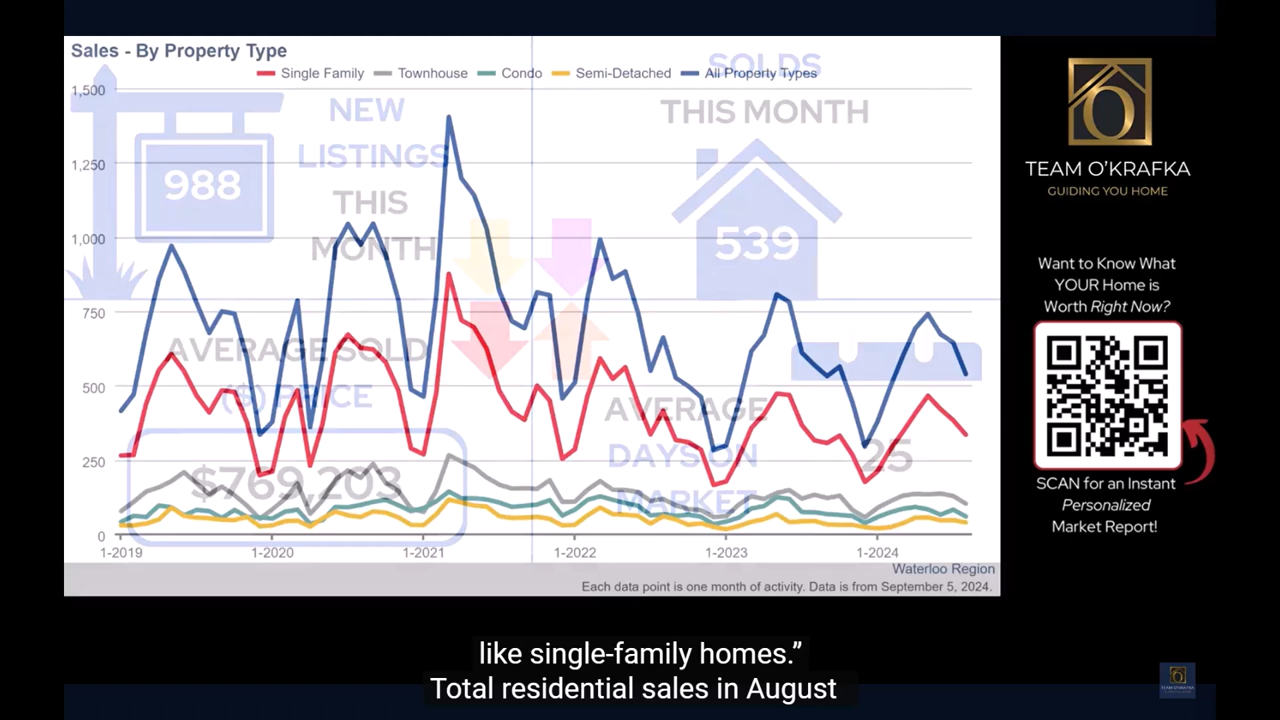 Sales - By Property Type
Single Family
Townhouse
Condo
Semi-Detached
All Property Types
1,500
1,250
1,000
750
500
250
0
1-2019
1-2020
1-2021
1-2022
1-2023
1-2024
Waterloo Region
Each data point is one month of activity. Data is from September 5, 2024.
988
NEW
LISTINGS
THIS
MONTH
SOLDS
THIS MONTH
539
AVERAGE SOLD
($) PRICE
$769,203
AVERAGE
DAYS ON
MARKET
25
TEAM O'KRAFKA
GUIDING YOU HOME
Want to Know What
YOUR Home is
Worth Right Now?
SCAN for an Instant
Personalized
Market Report!
like single-family homes.”
Total residential sales in August
TEAM O'KRAFKA